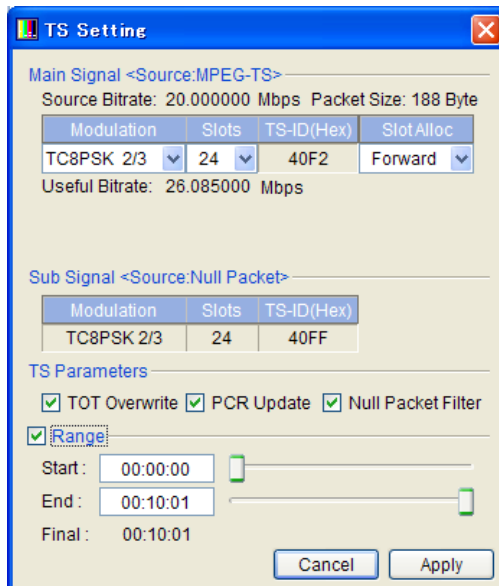 TS Setting
Main Signal <Source:MPEG-TS>
Source Bitrate: 20.000000 Mbps Packet Size: 188 Byte
Modulation Slots TS-ID(Hex) Slot Alloc
TC8PSK 2/3 24 40F2 Forward
Useful Bitrate: 26.085000 Mbps
Sub Signal <Source:Null Packet>
Modulation Slots TS-ID(Hex)
TC8PSK 2/3 24 40FF
TS Parameters
TOT Overwrite PCR Update Null Packet Filter
Range
Start : 00:00:00
End : 00:10:01
Final : 00:10:01
Cancel Apply